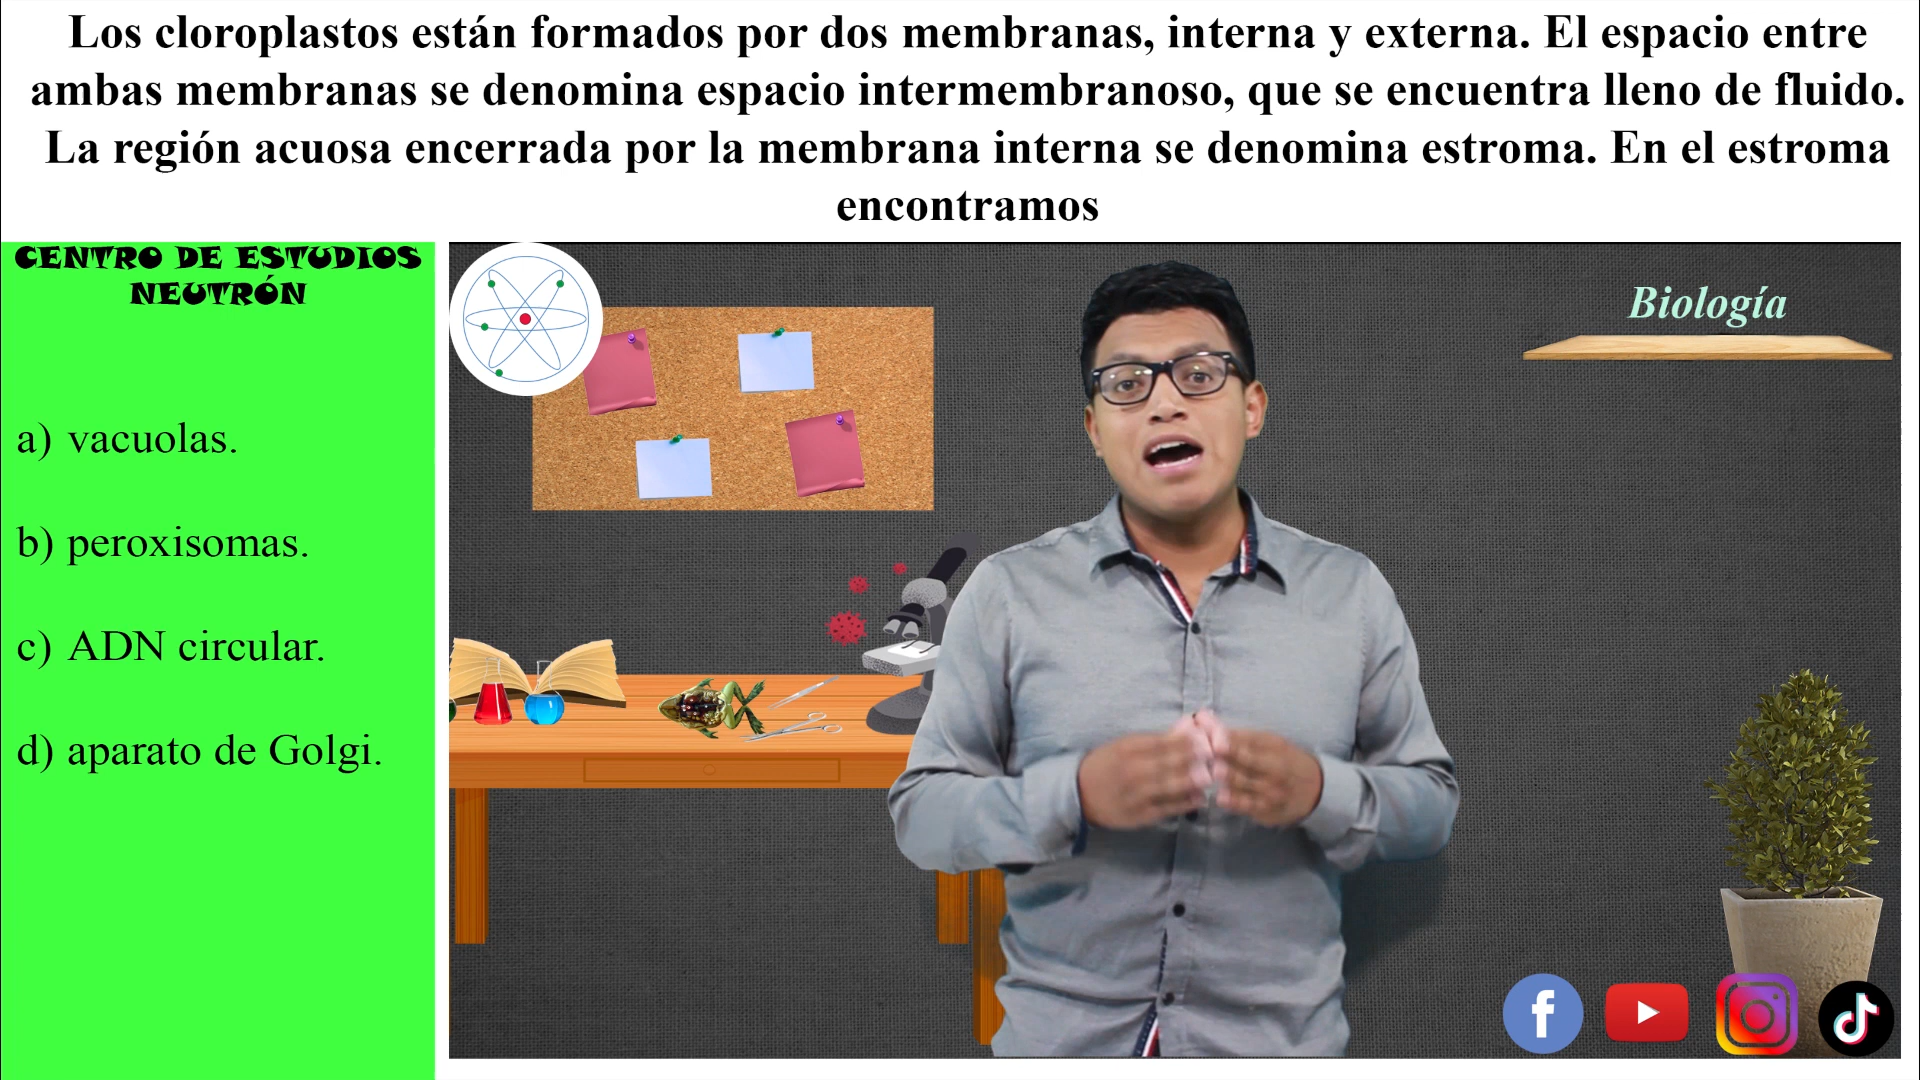 Los cloroplastos están formados por dos membranas, interna y externa. El espacio entre
ambas membranas se denomina espacio intermembranoso, que se encuentra lleno de fluido.
La región acuosa encerrada por la membrana interna se denomina estroma. En el estroma
encontramos
CENTRO DE ESTUDIOS
NEUTRÓN
a) vacuolas.
b) peroxisomas.
c) ADN circular.
d) aparato de Golgi.
Biología